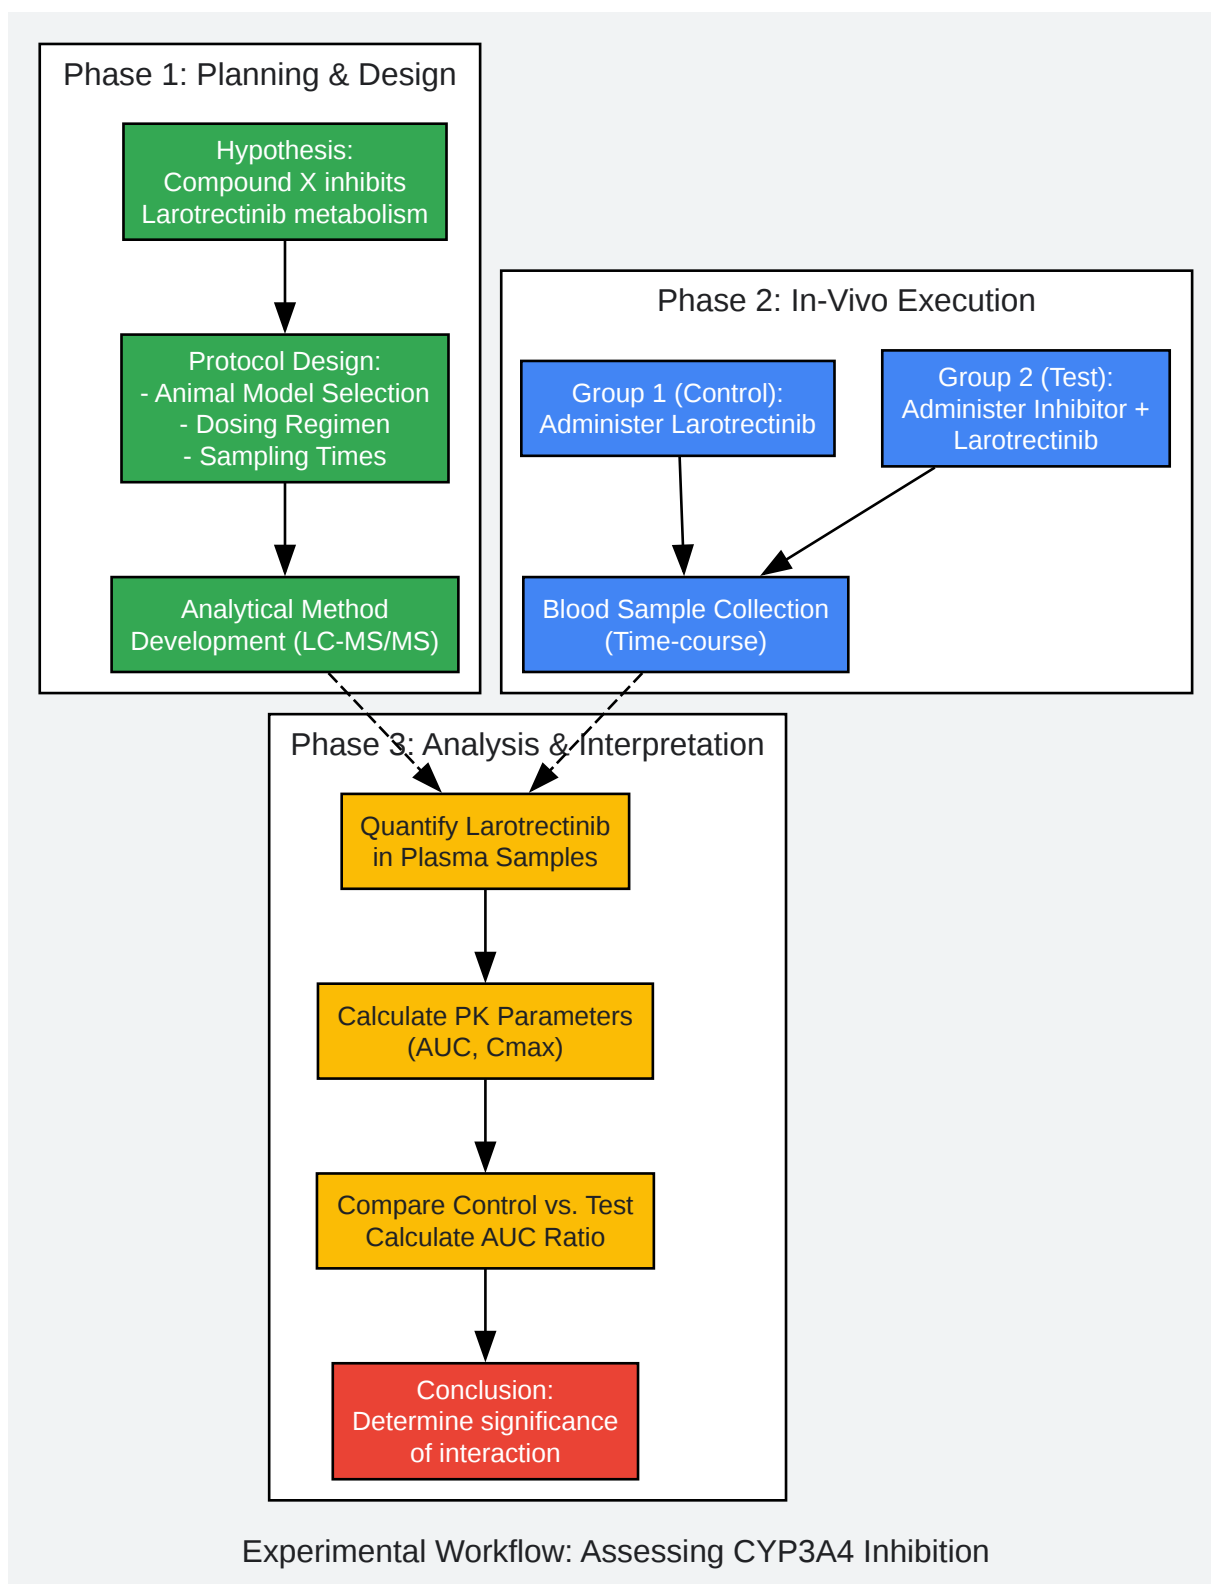 Phase 1: Planning & Design
Hypothesis:
Compound X inhibits
Larotrectinib metabolism
Protocol Design:
- Animal Model Selection
- Dosing Regimen
- Sampling Times
Analytical Method
Development (LC-MS/MS)
Phase 2: In-Vivo Execution
Group 1 (Control):
Administer Larotrectinib
Group 2 (Test):
Administer Inhibitor +
Larotrectinib
Blood Sample Collection
(Time-course)
Phase 3: Analysis & Interpretation
Quantify Larotrectinib
in Plasma Samples
Calculate PK Parameters
(AUC, Cmax)
Compare Control vs. Test
Calculate AUC Ratio
Conclusion:
Determine significance
of interaction
Experimental Workflow: Assessing CYP3A4 Inhibition